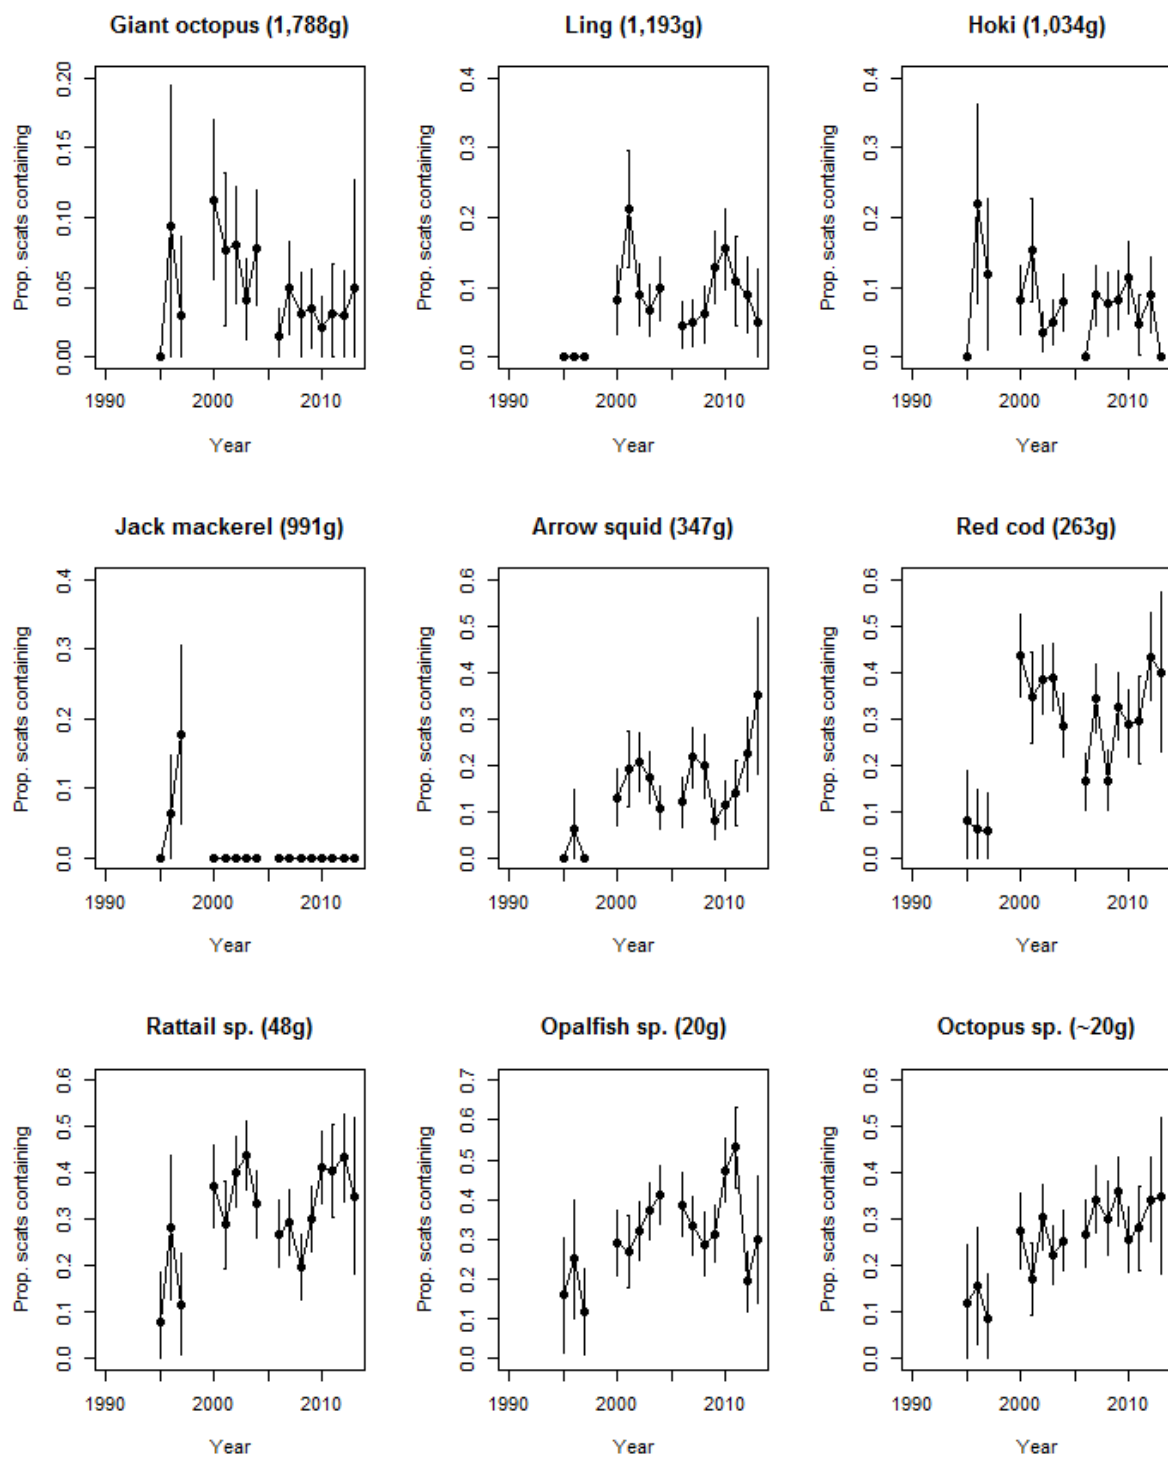 Giant octopus (1,788g)
Prop. scats containing
0.00 0.05 0.10 0.15 0.20
1990 2000 2010
Year
Ling (1,193g)
Prop. scats containing
0.0 0.1 0.2 0.3 0.4
1990 2000 2010
Year
Hoki (1,034g)
Prop. scats containing
0.0 0.1 0.2 0.3 0.4
1990 2000 2010
Year
Jack mackerel (991g)
Prop. scats containing
0.0 0.1 0.2 0.3 0.4
1990 2000 2010
Year
Arrow squid (347g)
Prop. scats containing
0.0 0.1 0.2 0.3 0.4 0.5 0.6
1990 2000 2010
Year
Red cod (263g)
Prop. scats containing
0.0 0.1 0.2 0.3 0.4 0.5 0.6
1990 2000 2010
Year
Rattail sp. (48g)
Prop. scats containing
0.0 0.1 0.2 0.3 0.4 0.5 0.6
1990 2000 2010
Year
Opalfish sp. (20g)
Prop. scats containing
0.0 0.1 0.2 0.3 0.4 0.5 0.6 0.7
1990 2000 2010
Year
Octopus sp. (~20g)
Prop. scats containing
0.0 0.1 0.2 0.3 0.4 0.5 0.6
1990 2000 2010
Year